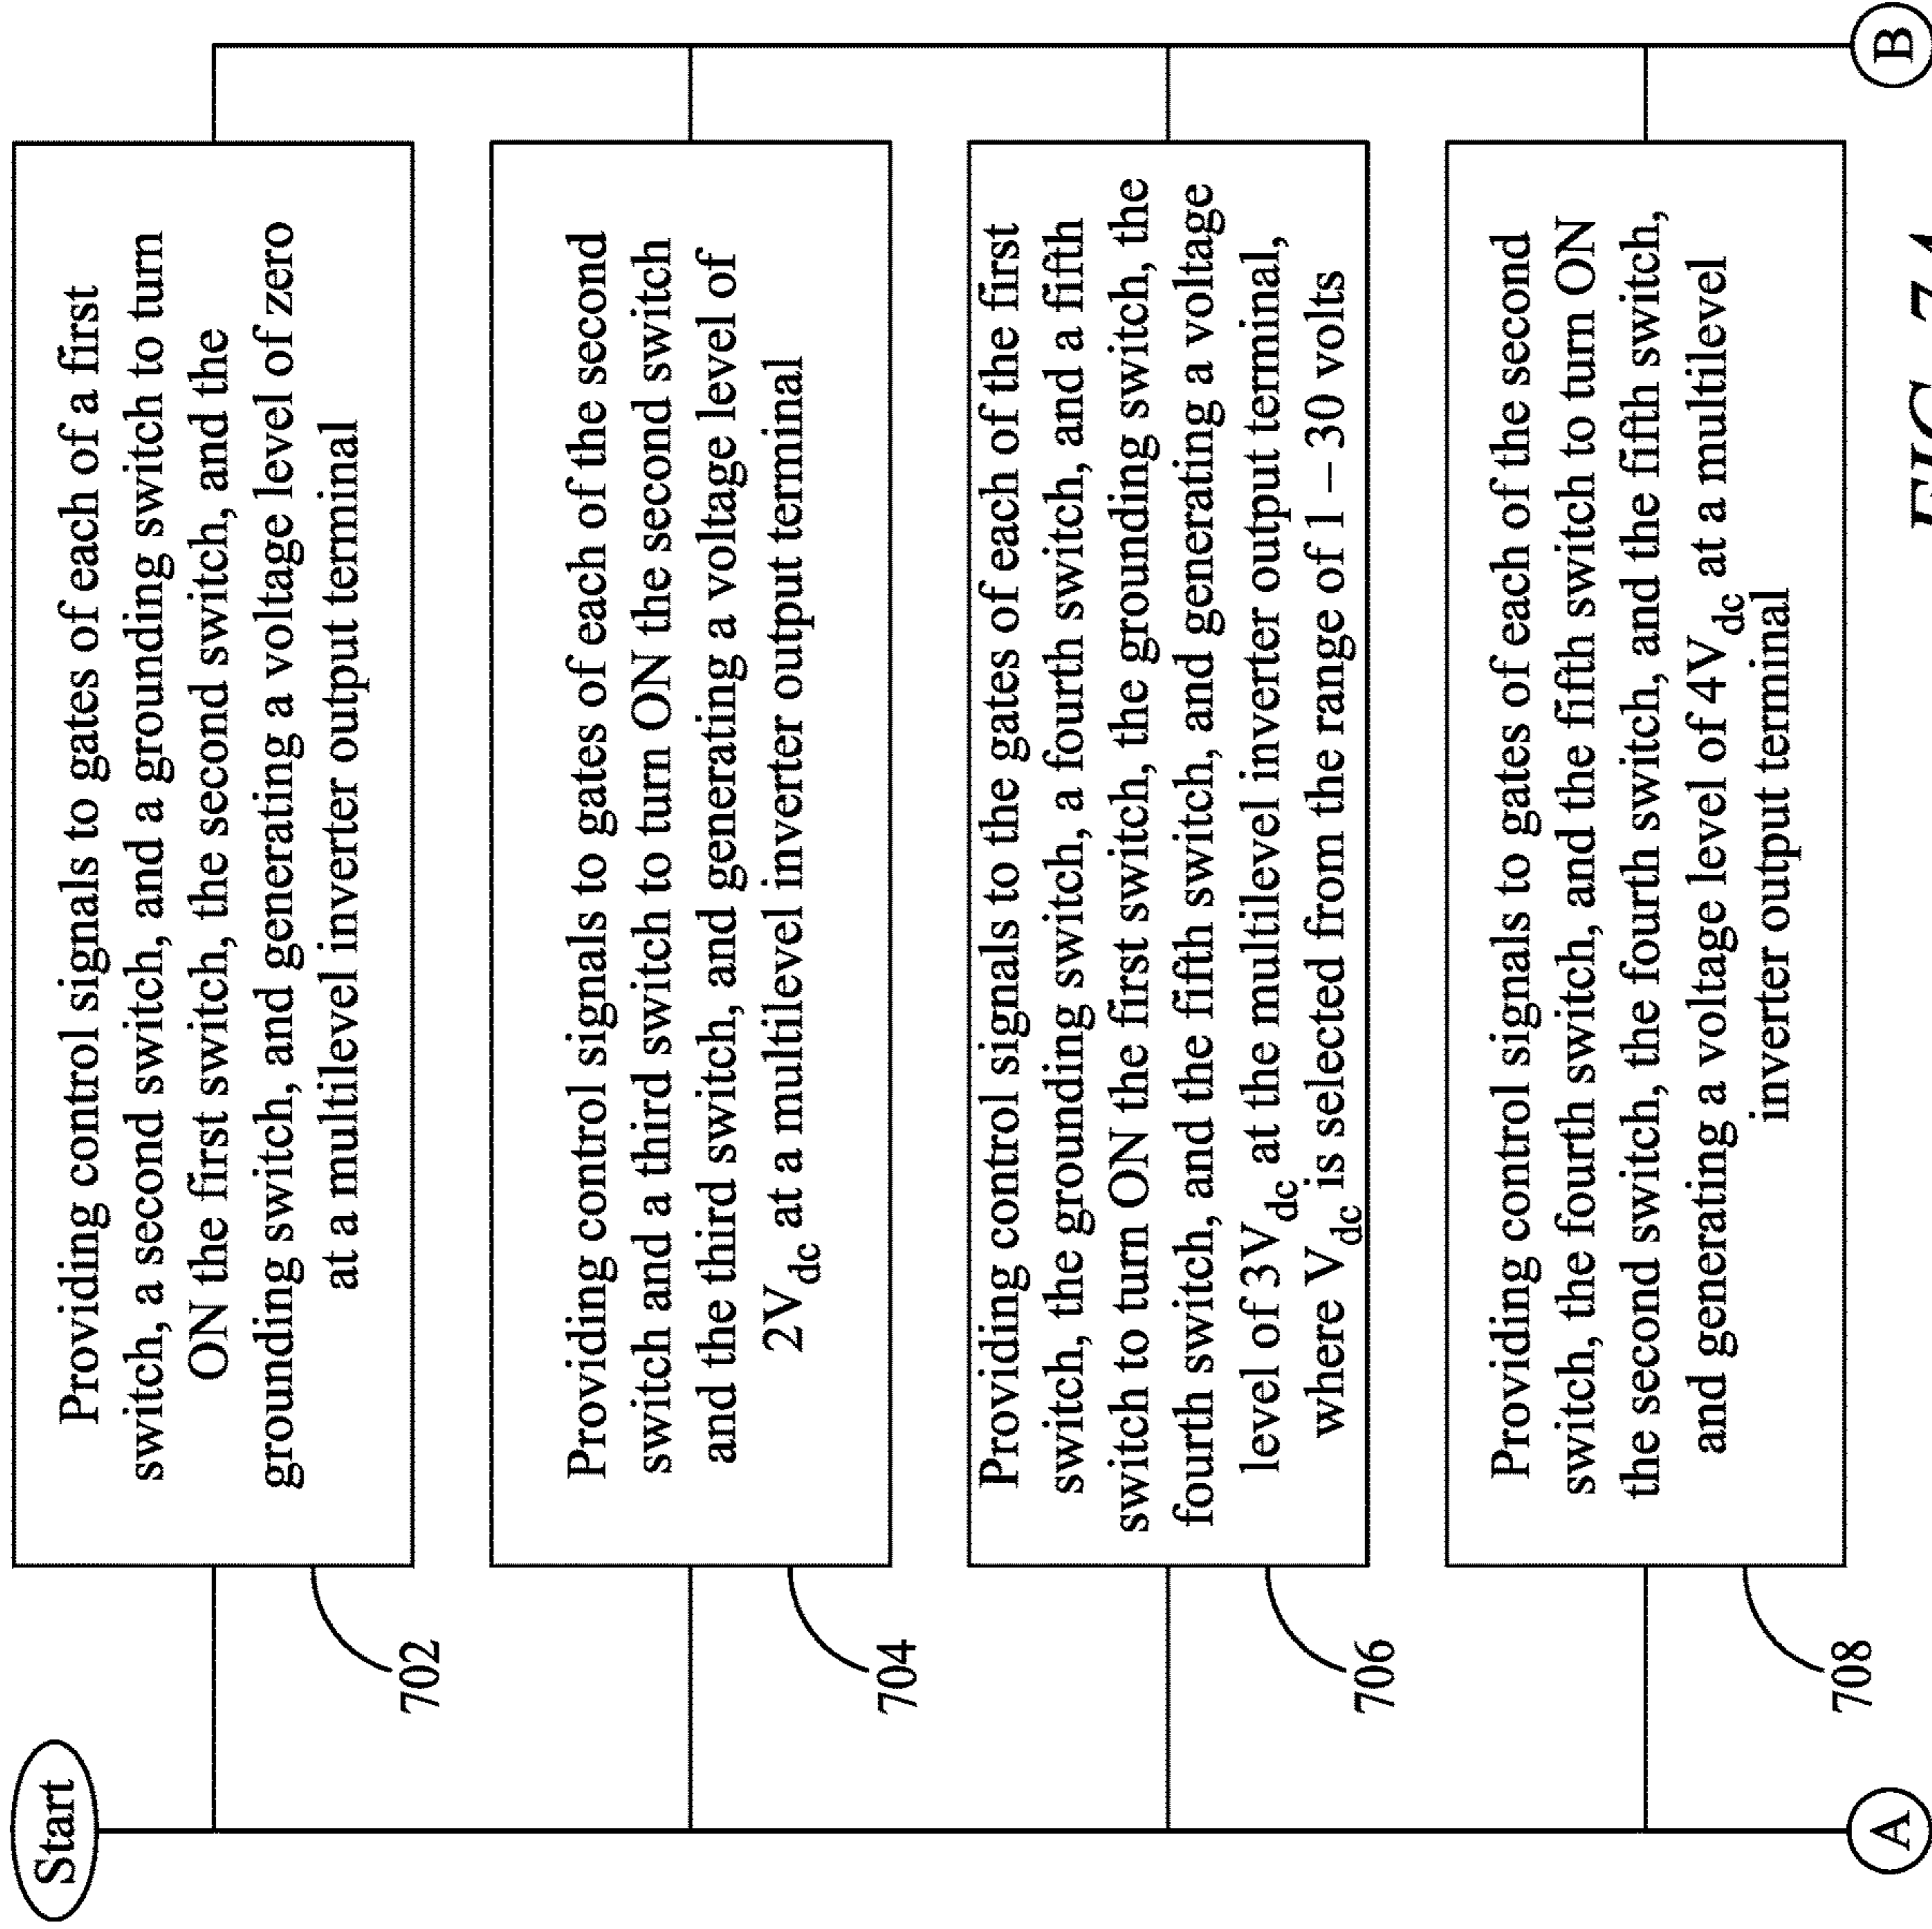 Start
Providing control signals to gates of each of a first
switch, a second switch, and a grounding switch to turn
ON the first switch, the second switch, and the
grounding switch, and generating a voltage level of zero
at a multilevel inverter output terminal
702
Providing control signals to gates of each of the second
switch and a third switch to turn ON the second switch
and the third switch, and generating a voltage level of
2Vdc at a multilevel inverter output terminal
704
Providing control signals to the gates of each of the first
switch, the grounding switch, a fourth switch, and a fifth
switch to turn ON the first switch, the grounding switch, the
fourth switch, and the fifth switch, and generating a voltage
level of 3Vdc at the multilevel inverter output terminal,
where Vdc is selected from the range of 1 – 30 volts
706
Providing control signals to gates of each of the second
switch, the fourth switch, and the fifth switch to turn ON
the second switch, the fourth switch, and the fifth switch,
and generating a voltage level of 4Vdc at a multilevel
inverter output terminal
708
A
B
FIG. 7A